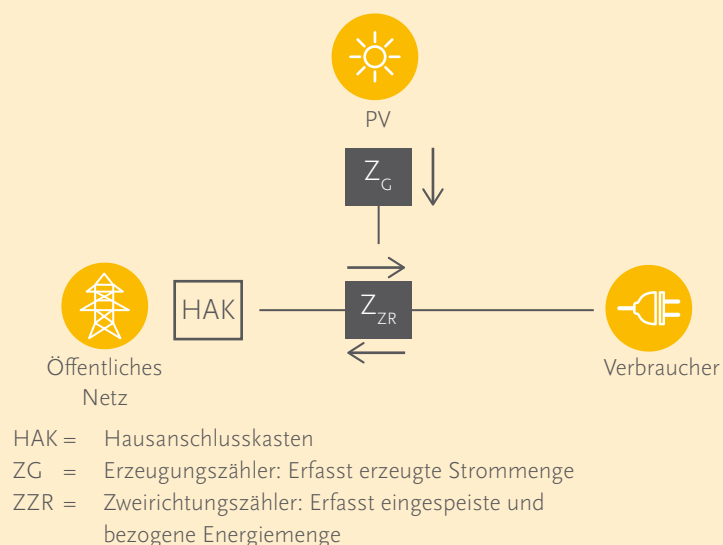 PV
Z_G
HAK
Z_ZR
Öffentliches
Netz
Verbraucher
HAK = Hausanschlusskasten
ZG = Erzeugungszähler: Erfasst erzeugte Strommenge
ZZR = Zweirichtungszähler: Erfasst eingespeiste und
bezogene Energiemenge